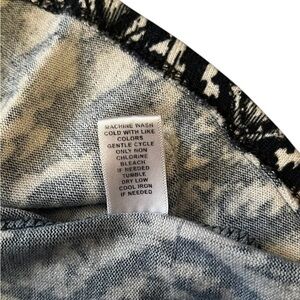 MACHINE WASH
COLD WITH LIKE
COLORS
GENTLE CYCLE
ONLY NON
CHLORINE
BLEACH
IF NEEDED
TUMBLE
DRY LOW
COOL IRON
IF NEEDED